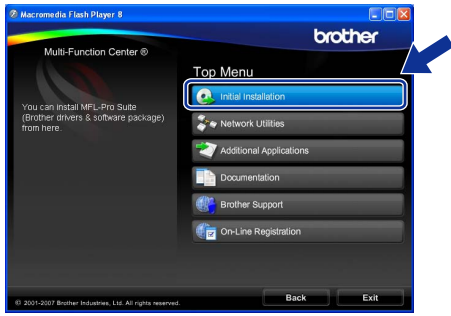 Macromedia Flash Player 8
brother
Multi-Function Center ®
Top Menu
You can install MFL-Pro Suite
(Brother drivers & software package)
from here.
Initial Installation
Network Utilities
Additional Applications
Documentation
Brother Support
On-Line Registration
© 2001-2007 Brother Industries, Ltd. All rights reserved.
Back
Exit